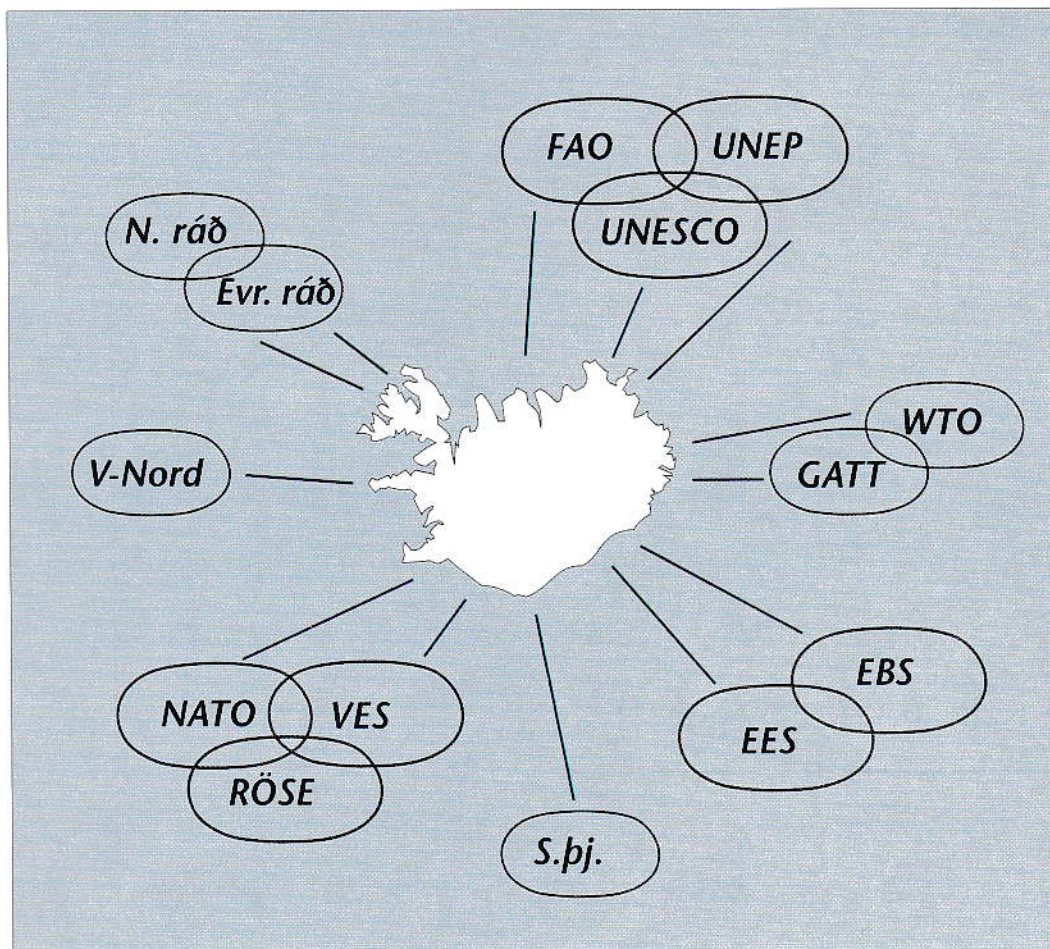 FAO
UNEP
UNESCO
N. ráð
Evr. ráð
WTO
GATT
V-Nord
EBS
EES
NATO
VES
RÖSE
S.þj.